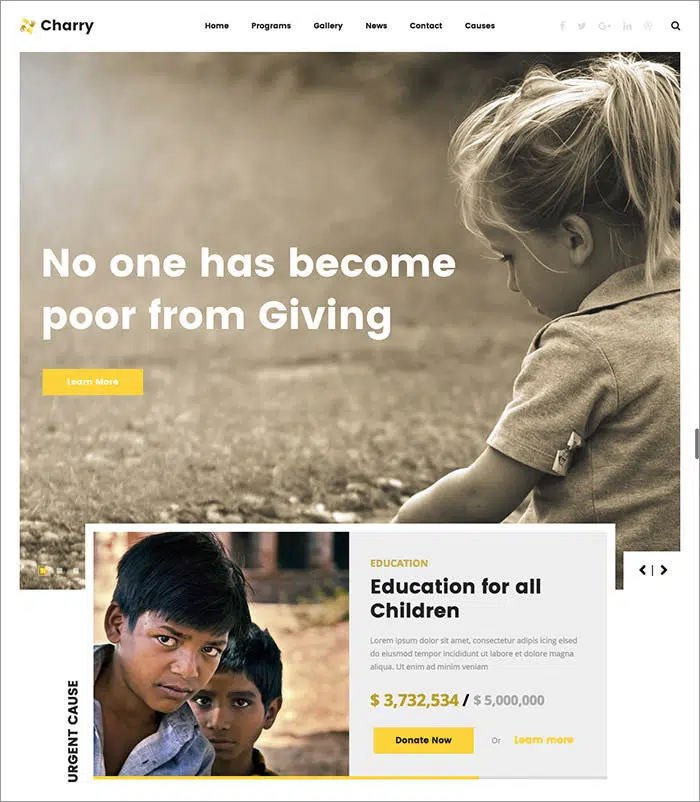 Charry
Home Programs Gallery News Contact Causes
No one has become
poor from Giving
Learn More
URGENT CAUSE
EDUCATION
Education for all
Children
Lorem ipsum dolor sit amet, consectetur adipis icing elsed
do eiusmod tempor incididunt ut labore et dolore magna
aliqua. Ut enim ad minim veniam
$ 3,732,534 / $ 5,000,000
Donate Now Or Learn more